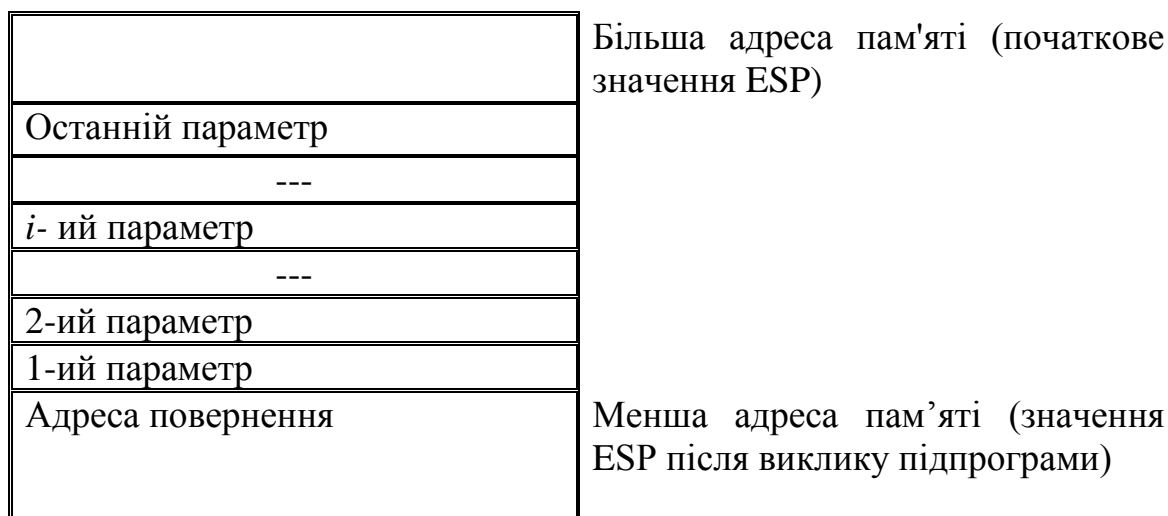 Більша адреса пам'яті (початкове
значення ESP)
Останній параметр
---
i- ий параметр
---
2-ий параметр
1-ий параметр
Адреса повернення
Менша адреса пам’яті (значення
ESP після виклику підпрограми)